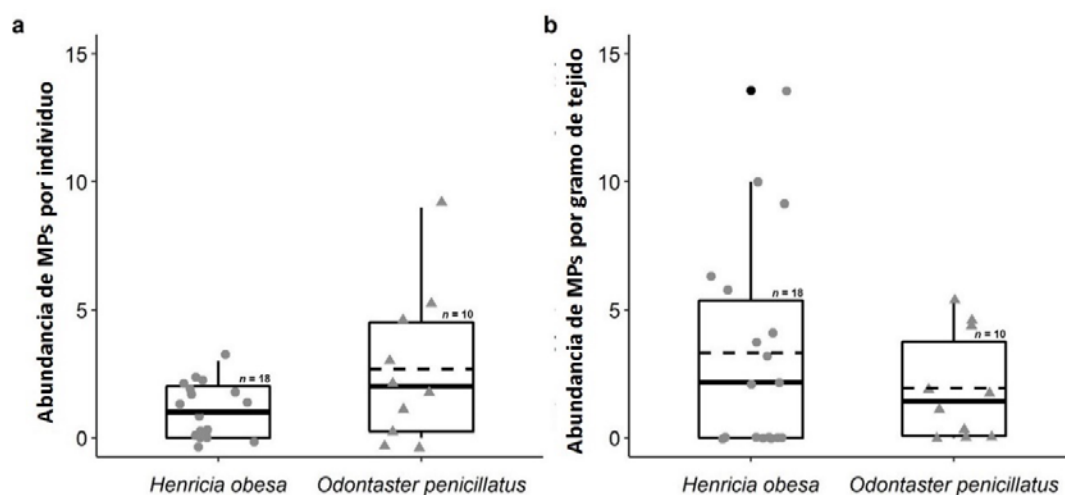 a
Abundancia de MPs por individuo
15
10
5
0
n = 18
n = 10
Henricia obesa
Odontaster penicillatus
b
Abundancia de MPs por gramo de tejido
15
10
5
0
n = 18
n = 10
Henricia obesa
Odontaster penicillatus